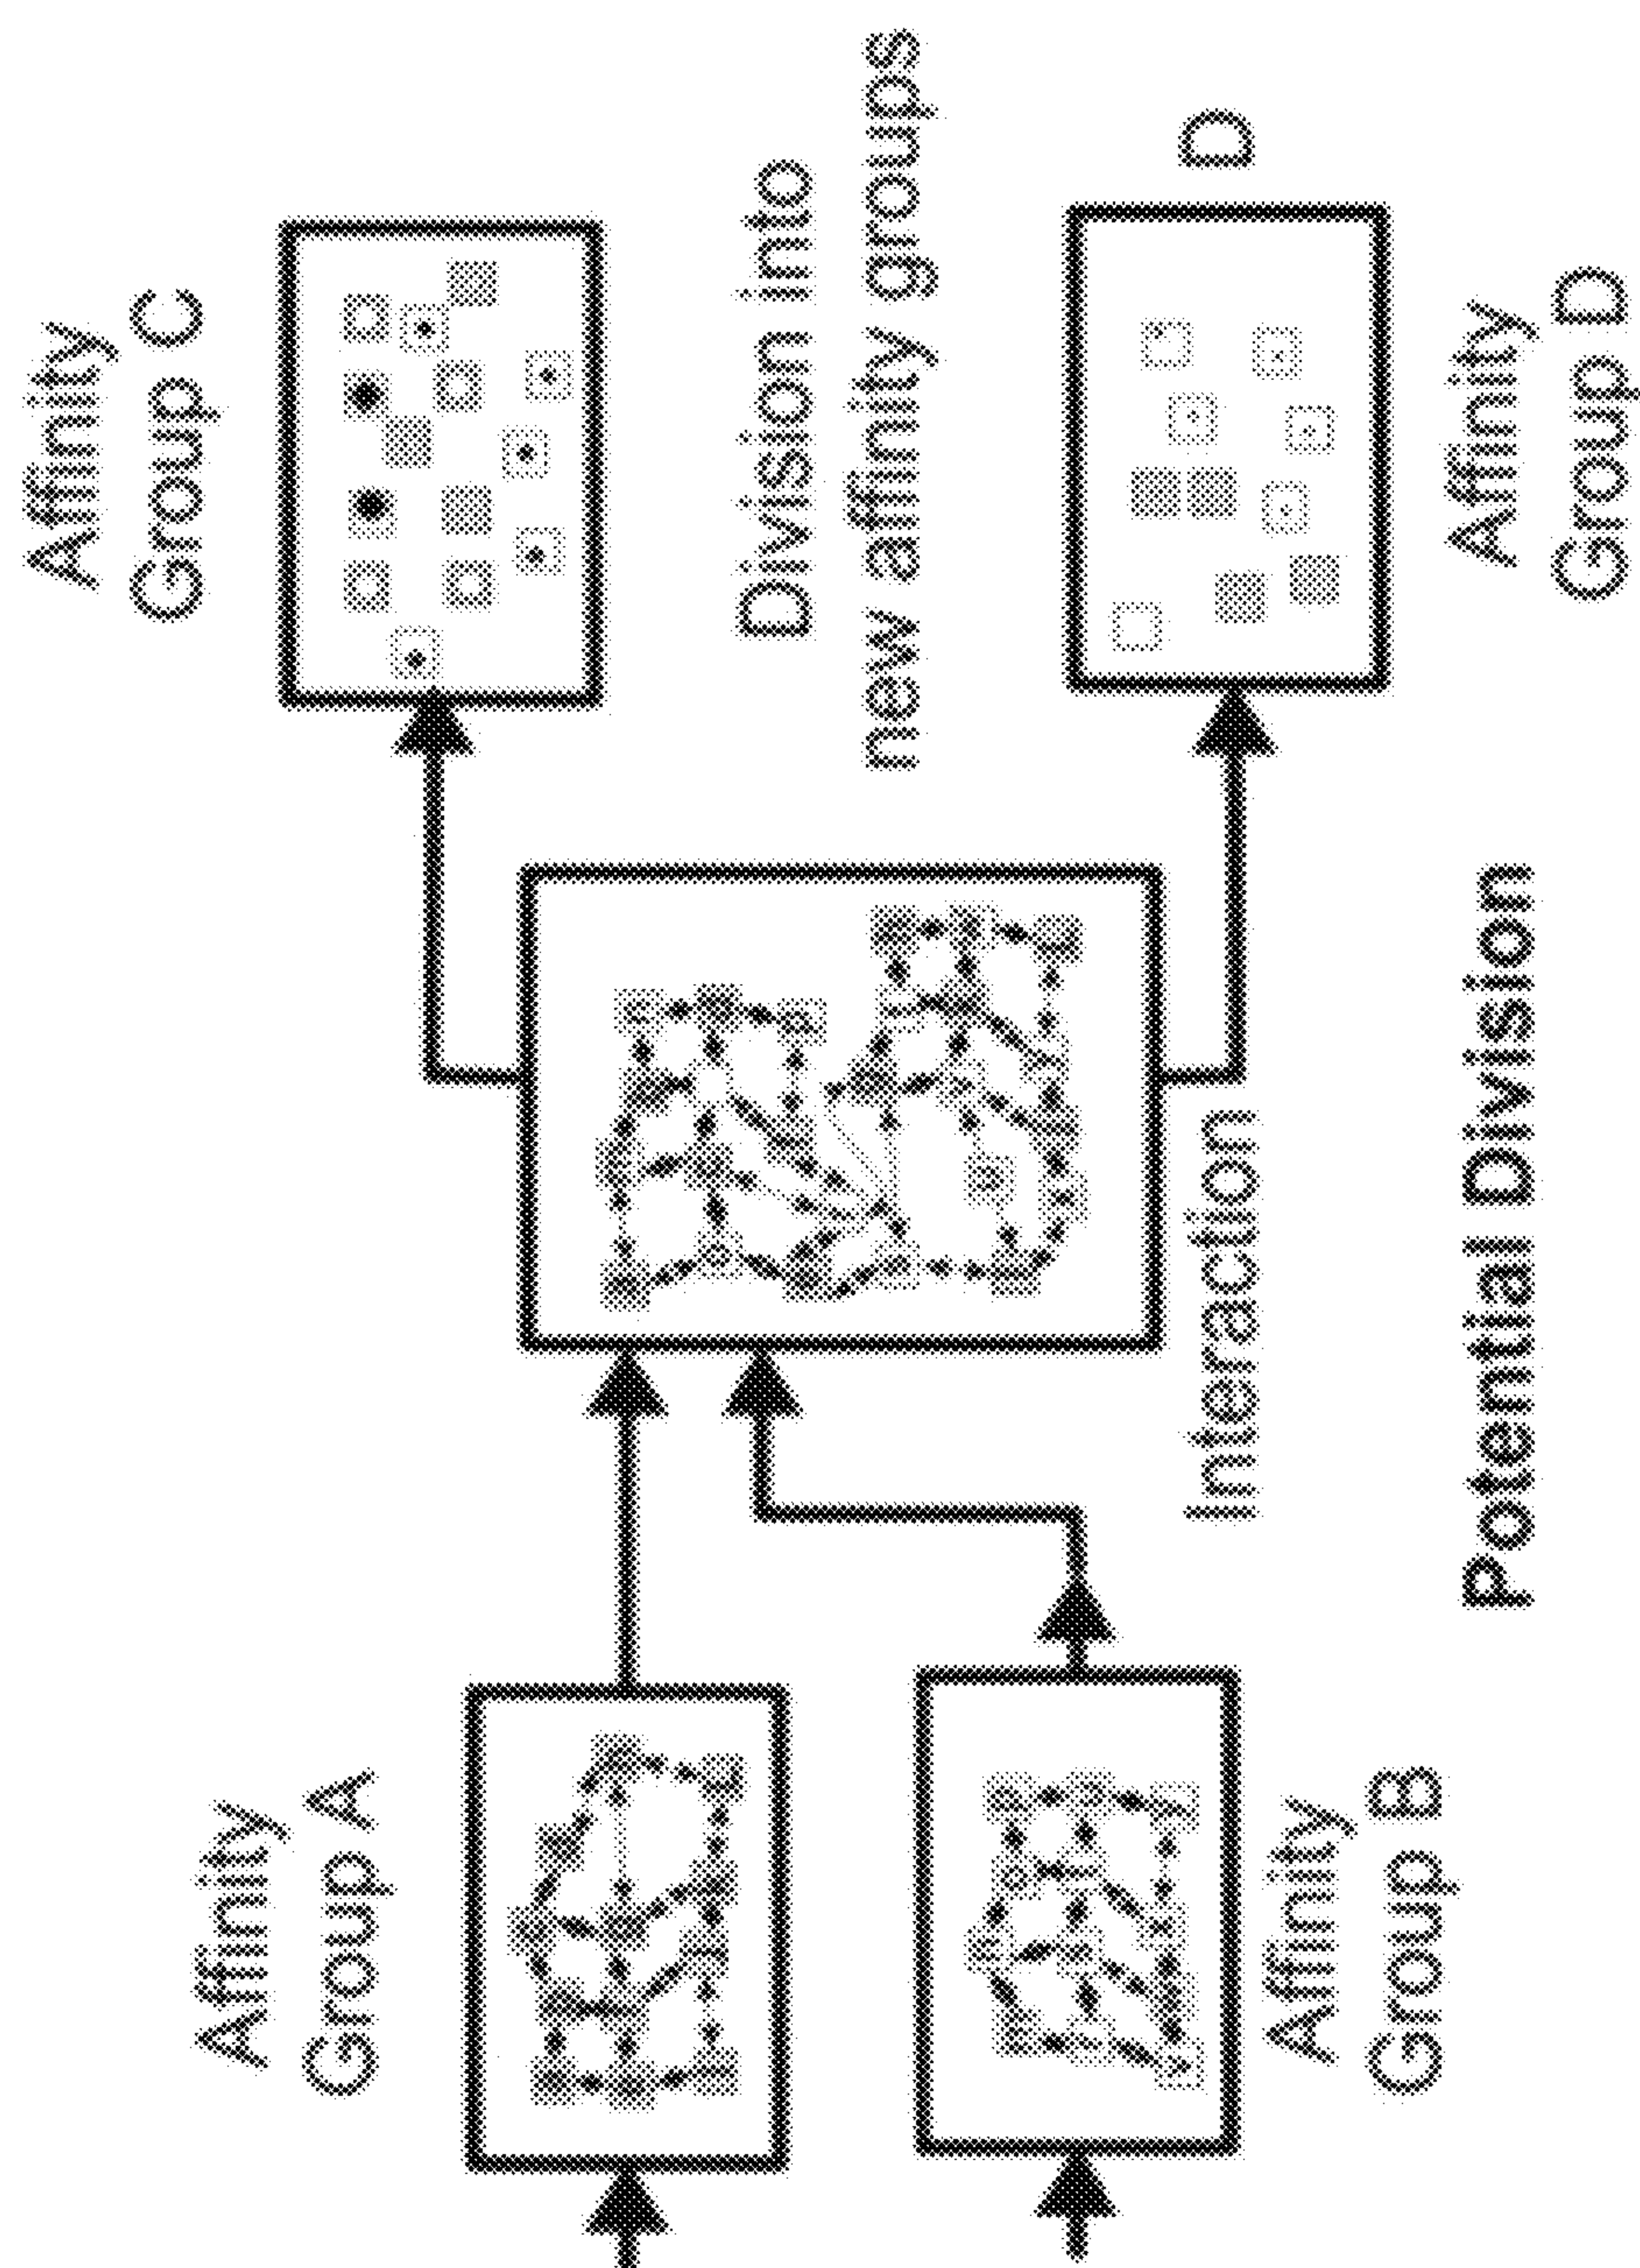 Affinity
Group A
Affinity
Group B
Interaction
Potential Division
Affinity
Group C
Division into
new affinity groups
D
Affinity
Group D